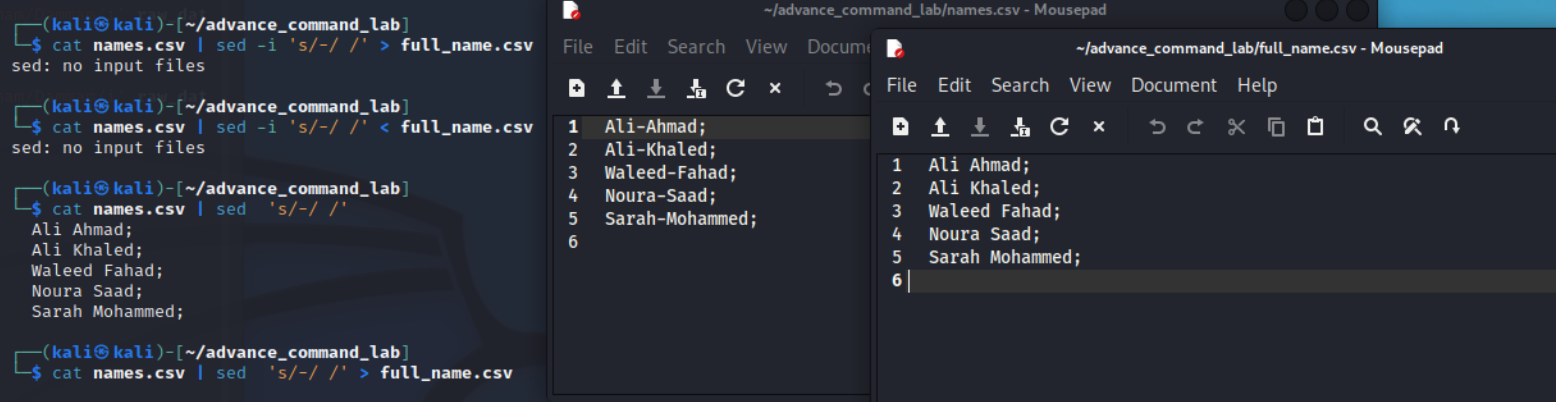 ┌──(kali㉿kali)-[~/advance_command_lab]
└─$ cat names.csv | sed -i 's/-/ /' > full_name.csv
sed: no input files
┌──(kali㉿kali)-[~/advance_command_lab]
└─$ cat names.csv | sed -i 's/-/ /' < full_name.csv
sed: no input files
┌──(kali㉿kali)-[~/advance_command_lab]
└─$ cat names.csv | sed  's/-/ /'
Ali Ahmad;
Ali Khaled;
Waleed Fahad;
Noura Saad;
Sarah Mohammed;
┌──(kali㉿kali)-[~/advance_command_lab]
└─$ cat names.csv | sed  's/-/ /' > full_name.csv
~/advance_command_lab/names.csv - Mousepad
File Edit Search View Docume
1 Ali-Ahmad;
2 Ali-Khaled;
3 Waleed-Fahad;
4 Noura-Saad;
5 Sarah-Mohammed;
6
~/advance_command_lab/full_name.csv - Mousepad
File Edit Search View Document Help
1 Ali Ahmad;
2 Ali Khaled;
3 Waleed Fahad;
4 Noura Saad;
5 Sarah Mohammed;
6